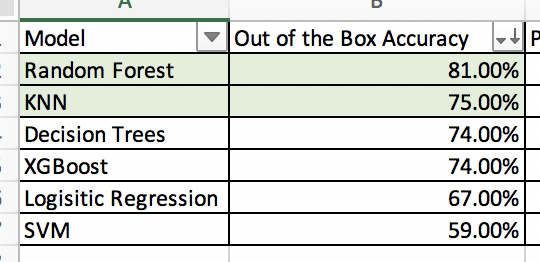 A B
Model Out of the Box Accuracy P
Random Forest 81.00%
KNN 75.00%
Decision Trees 74.00%
XGBoost 74.00%
Logisitic Regression 67.00%
SVM 59.00%